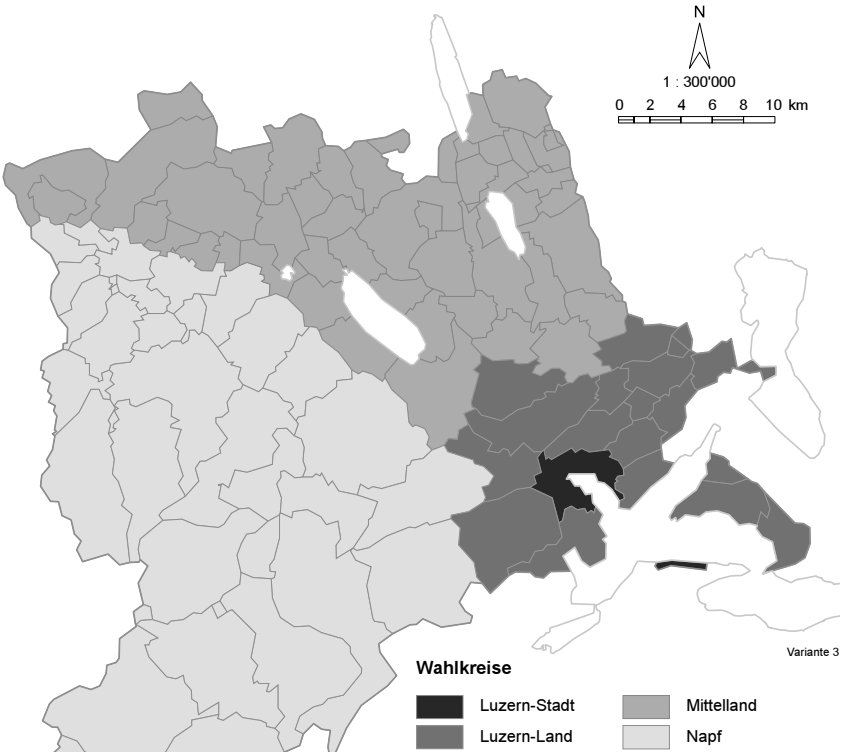 N
1 : 300'000
0 2 4 6 8 10 km
Variante 3
Wahlkreise
Luzern-Stadt
Mittelland
Luzern-Land
Napf